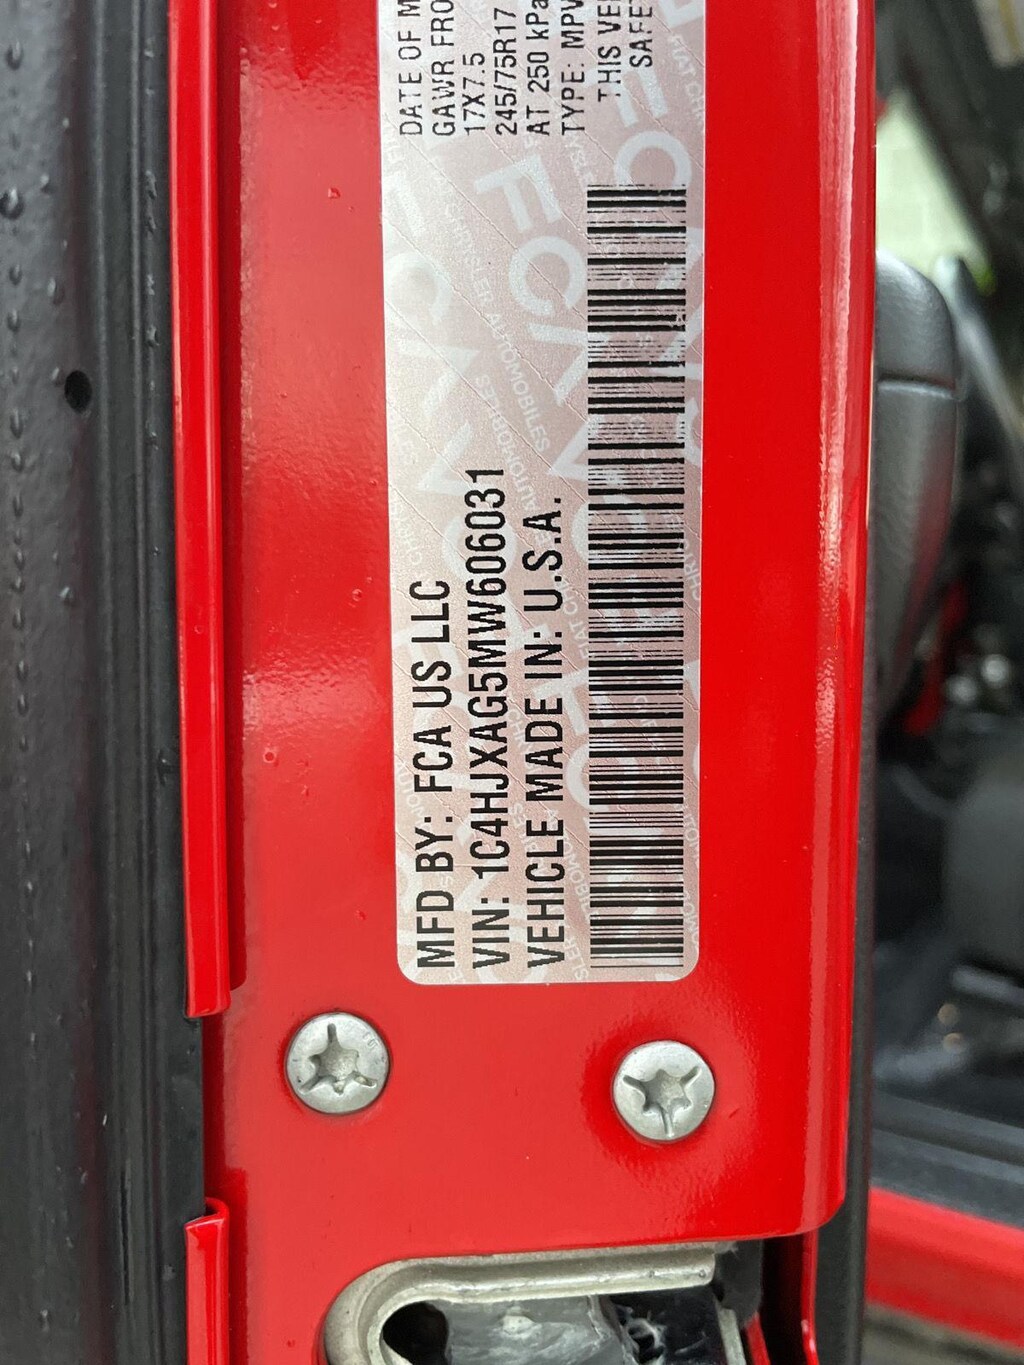 MFD BY: FCA US LLC
VIN: 1C4HJXAG5MW606031
VEHICLE MADE IN: U.S.A.
DATE OF M
GAWR FRO
17X7.5
245/75R17
AT 250 kPa
TYPE: MPV
THIS VE
SAFET